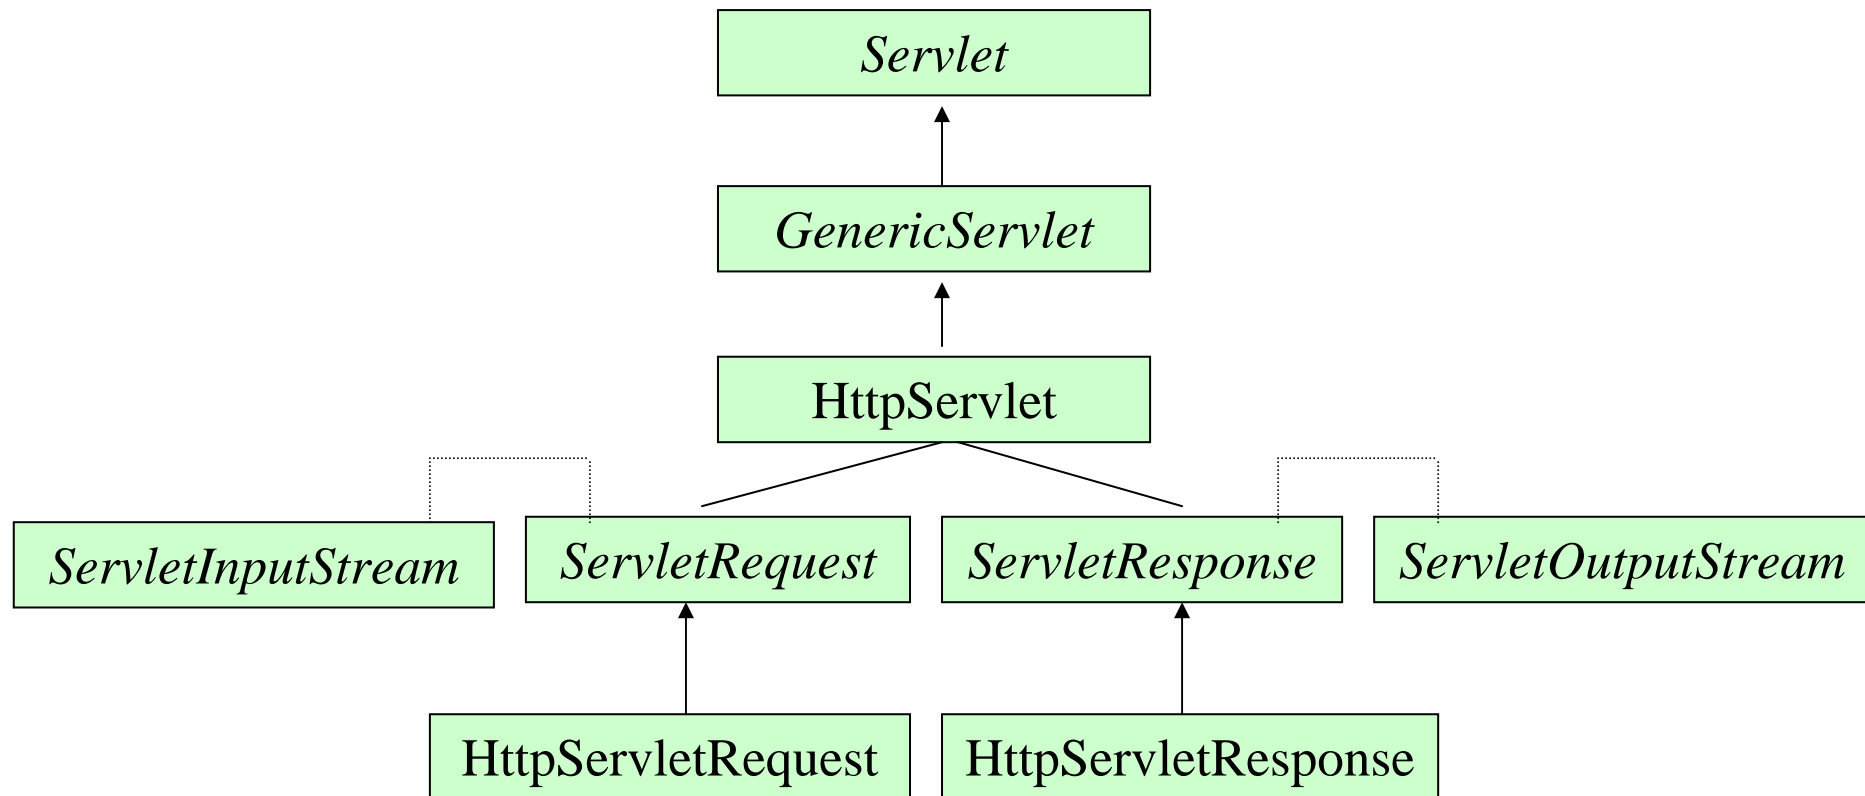 Servlet
GenericServlet
HttpServlet
ServletInputStream
ServletRequest
ServletResponse
ServletOutputStream
HttpServletRequest
HttpServletResponse